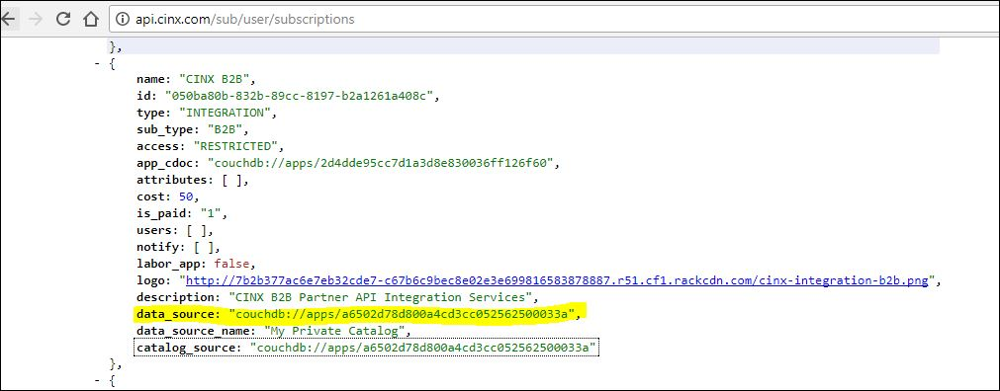 api.cinx.com/sub/user/subscriptions
},
- {
name: "CINX B2B",
id: "050ba80b-832b-89cc-8197-b2a1261a408c",
type: "INTEGRATION",
sub_type: "B2B",
access: "RESTRICTED",
app_cdoc: "couchdb://apps/2d4dde95cc7d1a3d8e830036ff126f60",
attributes: [ ],
cost: 50,
is_paid: "1",
users: [ ],
notify: [ ],
labor_app: false,
logo: "http://7b2b377ac6e7eb32cde7-c67b6c9bec8e02e3e699816583878887.r51.cf1.rackcdn.com/cinx-integration-b2b.png",
description: "CINX B2B Partner API Integration Services",
data_source: "couchdb://apps/a6502d78d800a4cd3cc052562500033a",
data_source_name: "My Private Catalog",
catalog_source: "couchdb://apps/a6502d78d800a4cd3cc052562500033a"
},
- {